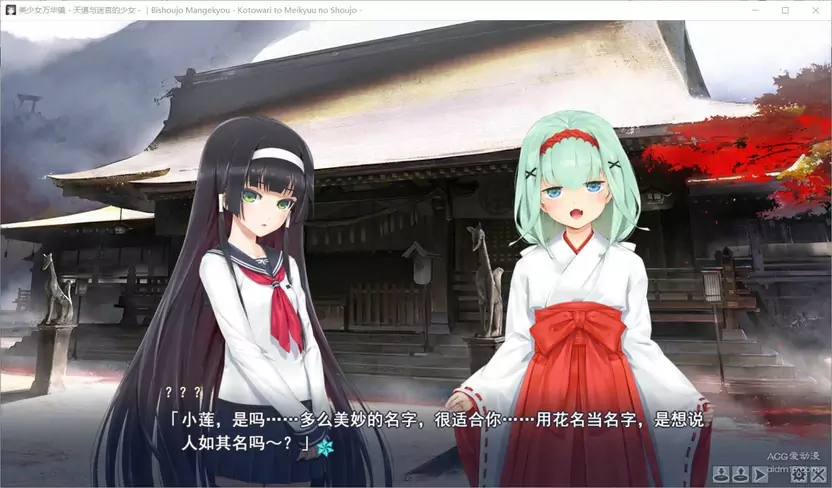 美少女万华镜 - 天道与迷宫的少女 - | Bishoujo Mangekyou - Kotowari to Meikyuu no Shoujo -
？？？
「小莲，是吗……多么美妙的名字，很适合你……用花名当名字，是想说
人如其名吗～？」
ACG爱动漫